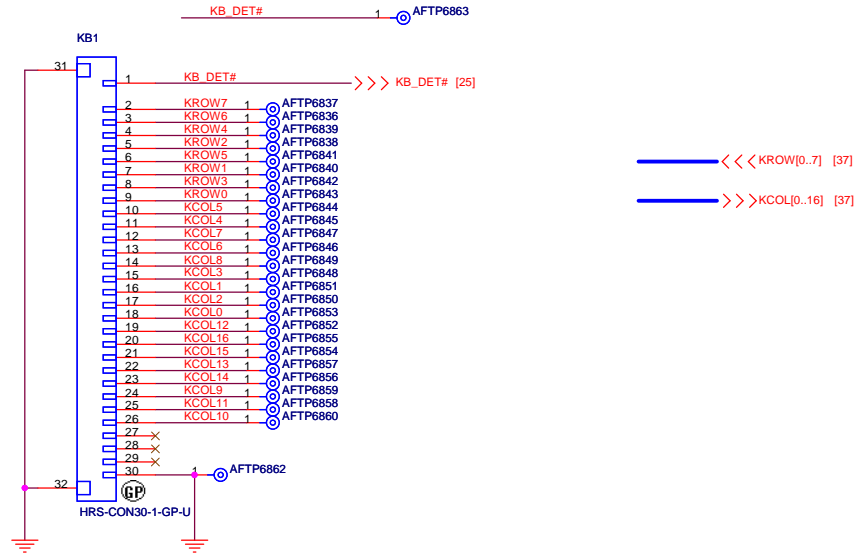 KB_DET# 1 AFTP6863
KB1
31
1 KB_DET# KB_DET# [25]
2 KROW7 1 AFTP6837
3 KROW6 1 AFTP6836
4 KROW4 1 AFTP6839
5 KROW2 1 AFTP6838
6 KROW5 1 AFTP6841
7 KROW1 1 AFTP6840
8 KROW3 1 AFTP6842
9 KROW0 1 AFTP6843
10 KCOL5 1 AFTP6844
11 KCOL4 1 AFTP6845
12 KCOL7 1 AFTP6847
13 KCOL6 1 AFTP6846
14 KCOL8 1 AFTP6849
15 KCOL3 1 AFTP6848
16 KCOL1 1 AFTP6851
17 KCOL2 1 AFTP6850
18 KCOL0 1 AFTP6853
19 KCOL12 1 AFTP6852
20 KCOL16 1 AFTP6855
21 KCOL15 1 AFTP6854
22 KCOL13 1 AFTP6857
23 KCOL14 1 AFTP6856
24 KCOL9 1 AFTP6859
25 KCOL11 1 AFTP6858
26 KCOL10 1 AFTP6860
27
28
29
30 1 AFTP6862
32
GP
HRS-CON30-1-GP-U
KROW[0..7] [37]
KCOL[0..16] [37]